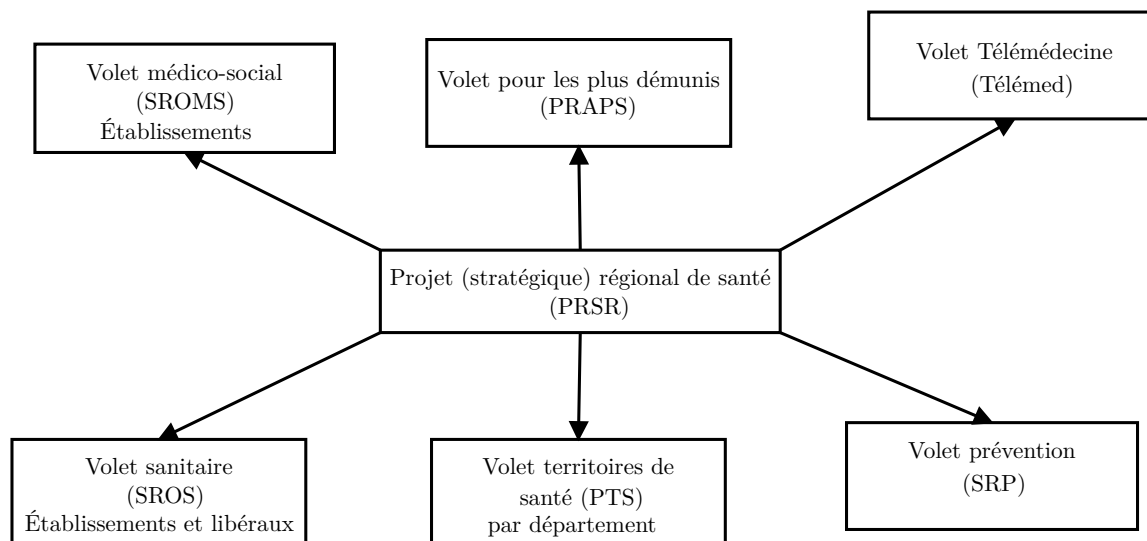 Volet médico-social
(SROMS)
Établissements
Volet pour les plus démunis
(PRAPS)
Volet Télémédecine
(Télémed)
Projet (stratégique) régional de santé
(PRSR)
Volet sanitaire
(SROS)
Établissements et libéraux
Volet territoires de
santé (PTS)
par département
Volet prévention
(SRP)